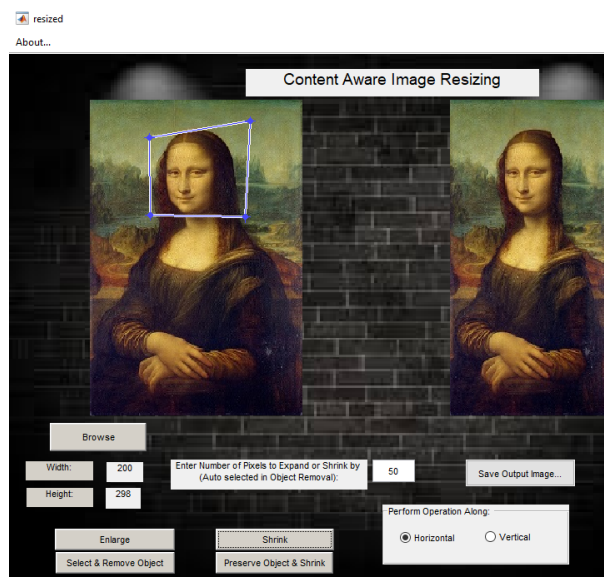 resized
About...
Content Aware Image Resizing
Browse
Width:
200
Enter Number of Pixels to Expand or Shrink by
(Auto selected in Object Removal):
50
Save Output Image...
Height:
298
Perform Operation Along:
Horizontal
Vertical
Enlarge
Shrink
Select & Remove Object
Preserve Object & Shrink